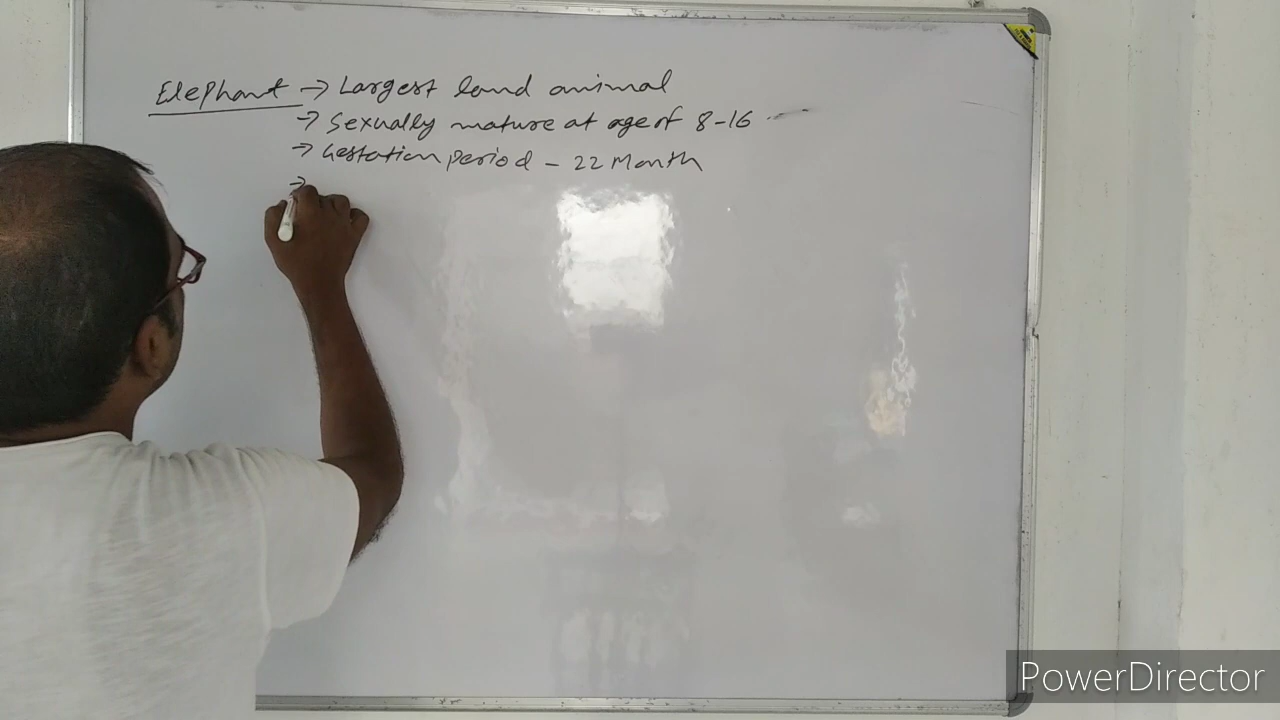 Elephant → Largest land animal
→ Sexually mature at age of 8-16
→ Gestation period - 22 Month
→
PowerDirector